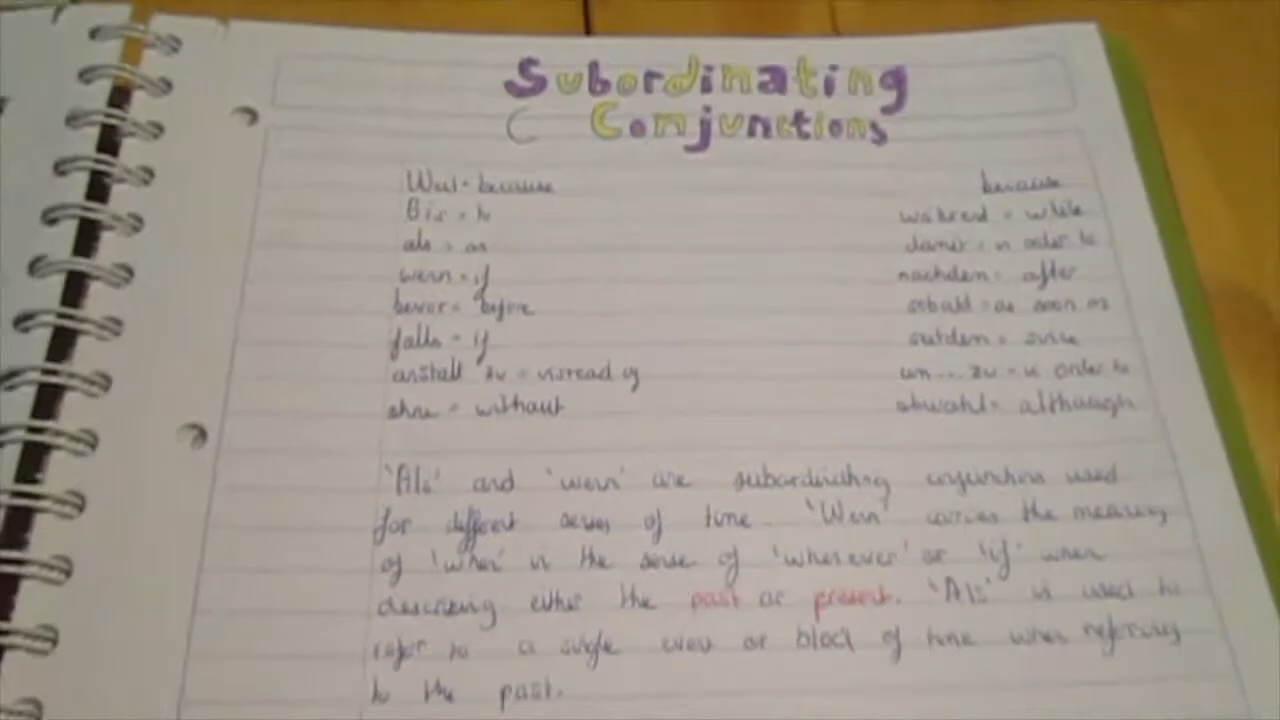 Subordinating
Conjunctions
Weil - because
because
Bis = to
während = while
als = as
damit = in order to
wenn = if
nachdem = after
bevor = before
sobald = as soon as
falls = if
seitdem = since
anstatt zu = instead of
um... zu = in order to
ohne = without
obwohl = although
'Als' and 'wenn' are subordinating conjunctions used
for different senses of time. 'Wenn' carries the meaning
of 'when' in the sense of 'whenever' or 'if' when
describing either the past or present. 'Als' is used to
refer to a single event or block of time when referring
to the past.